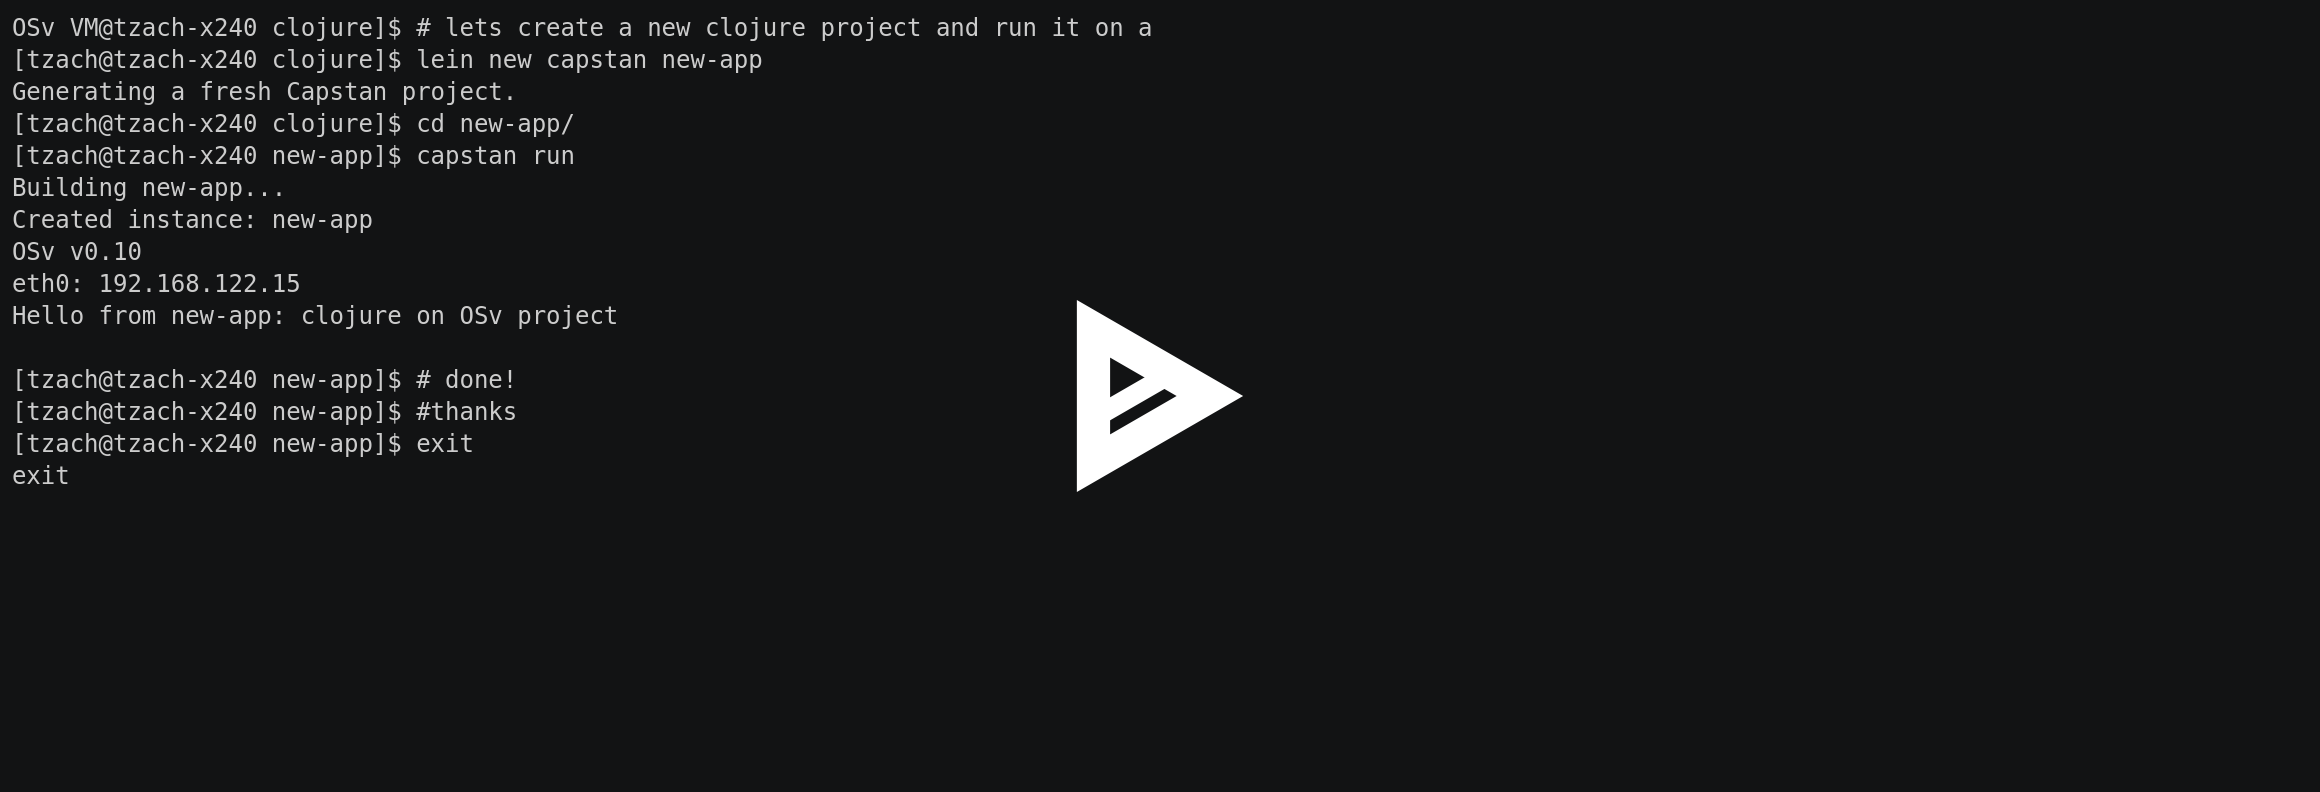 OSv VM@tzach-x240 clojure]$ # lets create a new clojure project and run it on a
[tzach@tzach-x240 clojure]$ lein new capstan new-app
Generating a fresh Capstan project.
[tzach@tzach-x240 clojure]$ cd new-app/
[tzach@tzach-x240 new-app]$ capstan run
Building new-app...
Created instance: new-app
OSv v0.10
eth0: 192.168.122.15
Hello from new-app: clojure on OSv project
[tzach@tzach-x240 new-app]$ # done!
[tzach@tzach-x240 new-app]$ #thanks
[tzach@tzach-x240 new-app]$ exit
exit